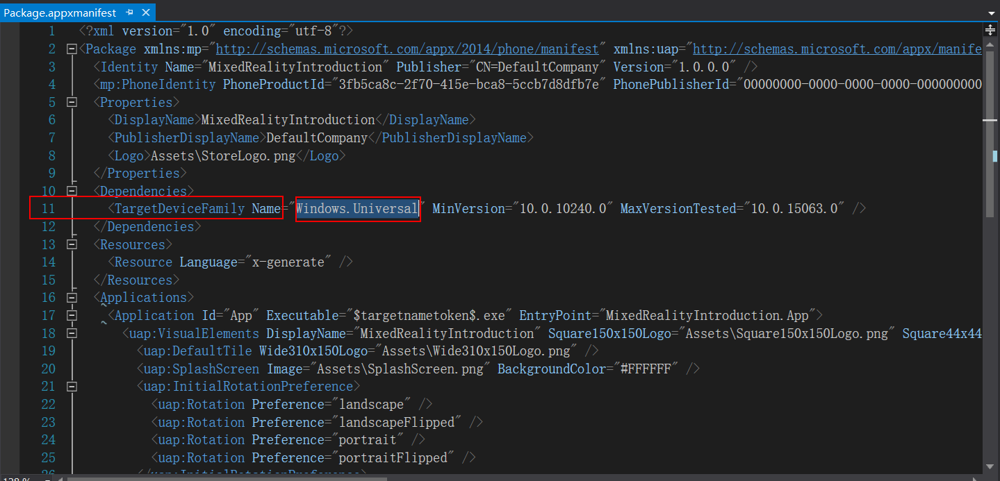 Package.appxmanifest
1 <?xml version="1.0" encoding="utf-8"?>
2 <Package xmlns:mp="http://schemas.microsoft.com/appx/2014/phone/manifest" xmlns:uap="http://schemas.microsoft.com/appx/manife
3 <Identity Name="MixedRealityIntroduction" Publisher="CN=DefaultCompany" Version="1.0.0.0" />
4 <mp:PhoneIdentity PhoneProductId="3fb5ca8c-2f70-415e-bca8-5ccb7d8dfb7e" PhonePublisherId="00000000-0000-0000-0000-000000000
5 <Properties>
6 <DisplayName>MixedRealityIntroduction</DisplayName>
7 <PublisherDisplayName>DefaultCompany</PublisherDisplayName>
8 <Logo>Assets\StoreLogo.png</Logo>
9 </Properties>
10 <Dependencies>
11 <TargetDeviceFamily Name="Windows.Universal" MinVersion="10.0.10240.0" MaxVersionTested="10.0.15063.0" />
12 </Dependencies>
13 <Resources>
14 <Resource Language="x-generate" />
15 </Resources>
16 <Applications>
17 <Application Id="App" Executable="$targetnametoken$.exe" EntryPoint="MixedRealityIntroduction.App">
18 <uap:VisualElements DisplayName="MixedRealityIntroduction" Square150x150Logo="Assets\Square150x150Logo.png" Square44x44
19 <uap:DefaultTile Wide310x150Logo="Assets\Wide310x150Logo.png" />
20 <uap:SplashScreen Image="Assets\SplashScreen.png" BackgroundColor="#FFFFFF" />
21 <uap:InitialRotationPreference>
22 <uap:Rotation Preference="landscape" />
23 <uap:Rotation Preference="landscapeFlipped" />
24 <uap:Rotation Preference="portrait" />
25 <uap:Rotation Preference="portraitFlipped" />
26 </uap:InitialRotationPreference>